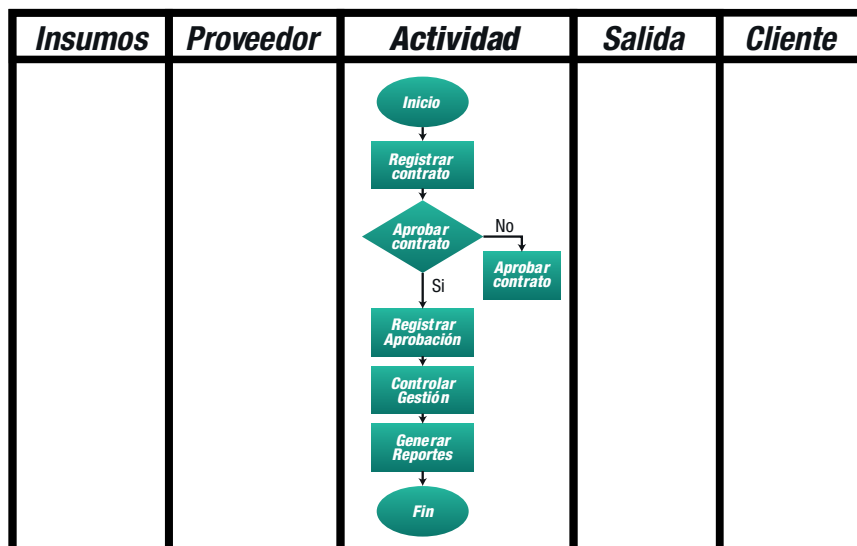 Insumos
Proveedor
Actividad
Salida
Cliente
Inicio
Registrar
contrato
Aprobar
contrato
No
Aprobar
contrato
Si
Registrar
Aprobación
Controlar
Gestión
Generar
Reportes
Fin